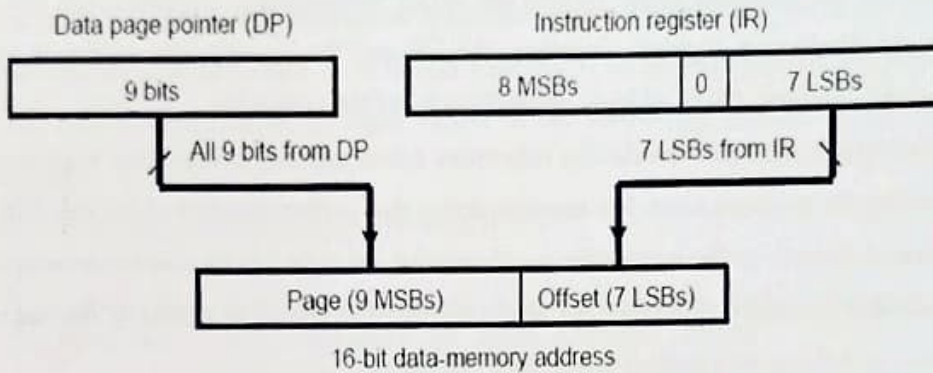 Data page pointer (DP)
Instruction register (IR)
9 bits
8 MSBs
0
7 LSBs
All 9 bits from DP
7 LSBs from IR
Page (9 MSBs)
Offset (7 LSBs)
16-bit data-memory address